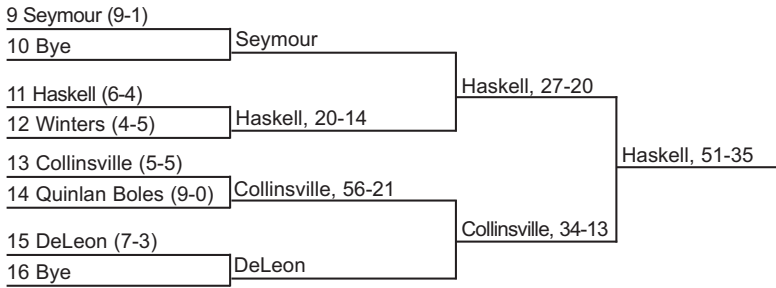 9 Seymour (9-1)
10 Bye
Seymour
11 Haskell (6-4)
12 Winters (4-5)
Haskell, 20-14
Haskell, 27-20
13 Collinsville (5-5)
14 Quinlan Boles (9-0)
Collinsville, 56-21
15 DeLeon (7-3)
16 Bye
DeLeon
Collinsville, 34-13
Haskell, 51-35